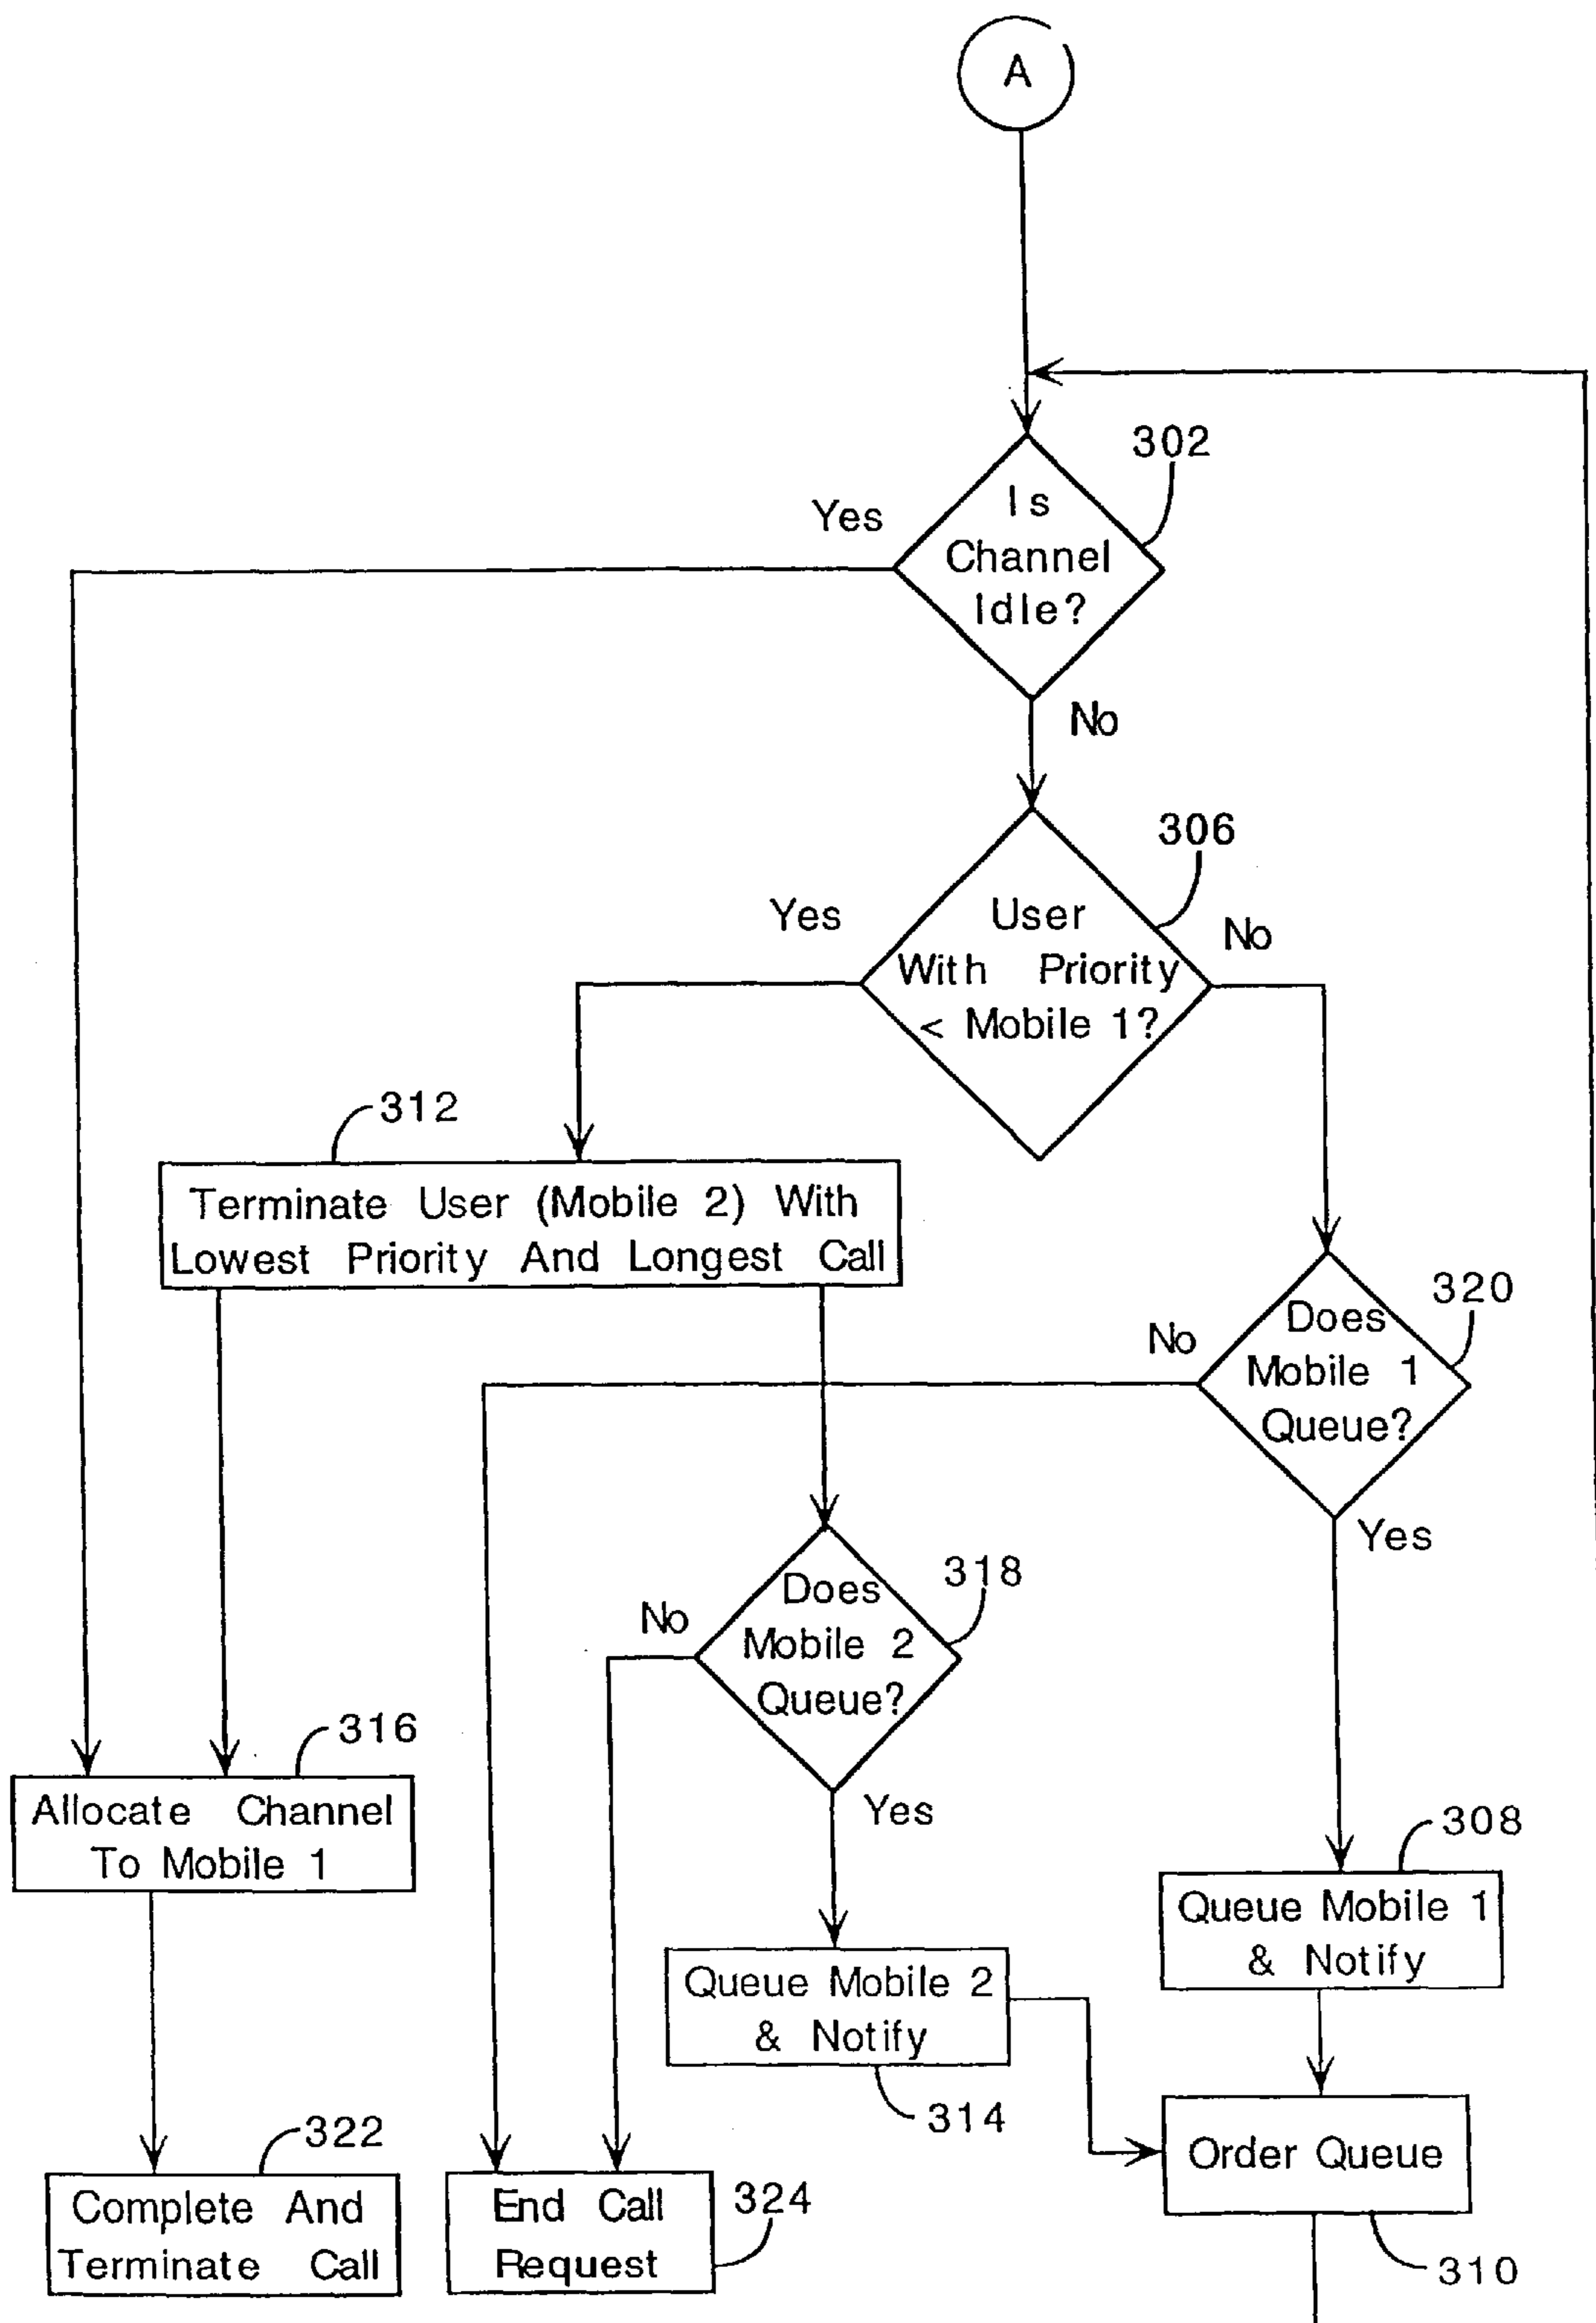 A
302
Is
Channel
Idle?
Yes
No
306
User
With Priority
< Mobile 1?
Yes
No
312
Terminate User (Mobile 2) With
Lowest Priority And Longest Call
320
Does
Mobile 1
Queue?
No
Yes
318
Does
Mobile 2
Queue?
No
Yes
316
Allocate Channel
To Mobile 1
308
Queue Mobile 1
& Notify
Queue Mobile 2
& Notify
314
322
Complete And
Terminate Call
End Call
Request
324
Order Queue
310